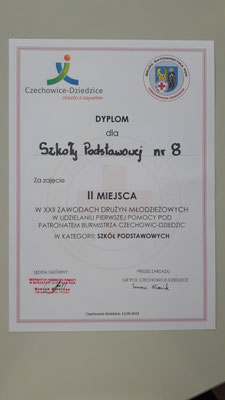 Czechowice-Dziedzice
DYPLOM
dla
Szkoły Podstawowej nr 8
Za zajęcie
II MIEJSCA
W XXII ZAWODACH DRUŻYN MŁODZIEŻOWYCH
W UDZIELANIU PIERWSZEJ POMOCY POD
PATRONATEM BURMISTRZA CZECHOWIC-DZIEDZIC
W KATEGORII: SZKÓŁ PODSTAWOWYCH
SĘDZIA GŁÓWNY:
PREZES ZARZĄDU